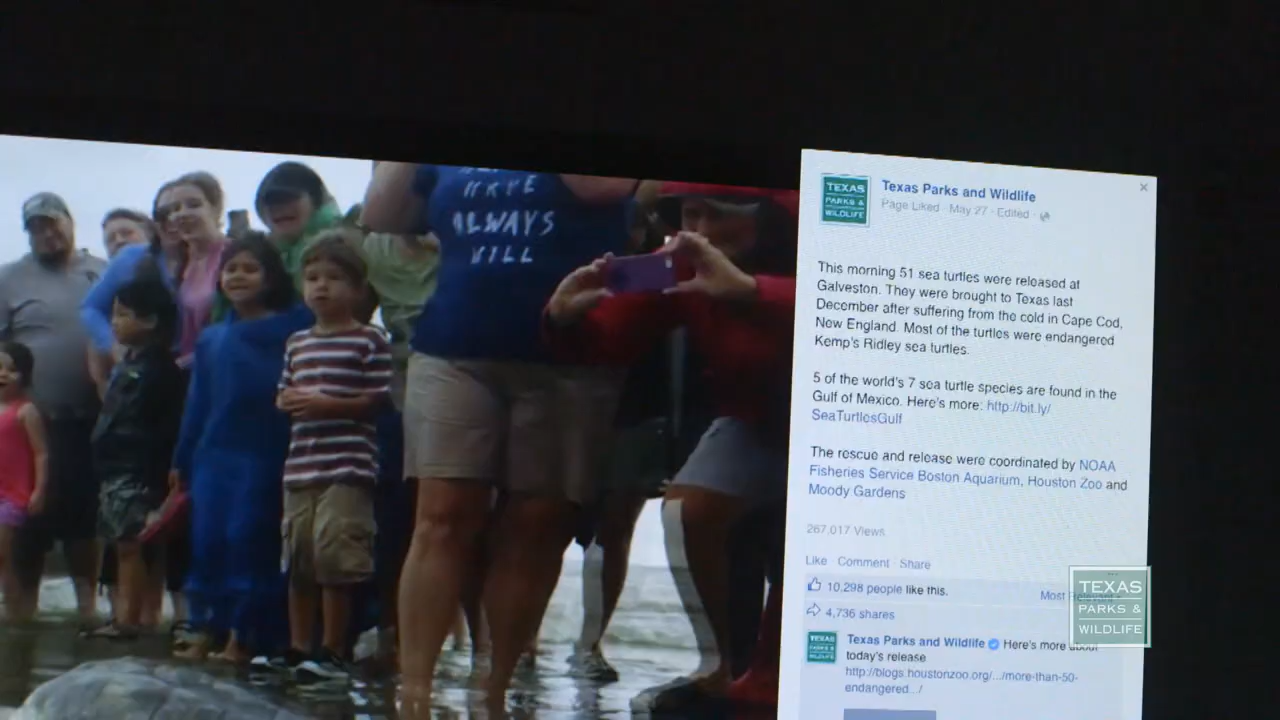 HAVE
ALWAYS
WILL
TEXAS
PARKS &
WILDLIFE
Texas Parks and Wildlife
Page Liked · May 27 · Edited ·
This morning 51 sea turtles were released at
Galveston. They were brought to Texas last
December after suffering from the cold in Cape Cod,
New England. Most of the turtles were endangered
Kemp's Ridley sea turtles.
5 of the world's 7 sea turtle species are found in the
Gulf of Mexico. Here's more: http://bit.ly/
SeaTurtlesGulf
The rescue and release were coordinated by NOAA
Fisheries Service Boston Aquarium, Houston Zoo and
Moody Gardens
267,017 Views
Like · Comment · Share
10,298 people like this.
Most Relevant
4,736 shares
TEXAS
PARKS &
WILDLIFE
Texas Parks and Wildlife Here's more about
today's release
http://blogs.houstonzoo.org/.../more-than-50-
endangered.../
TEXAS
PARKS &
WILDLIFE